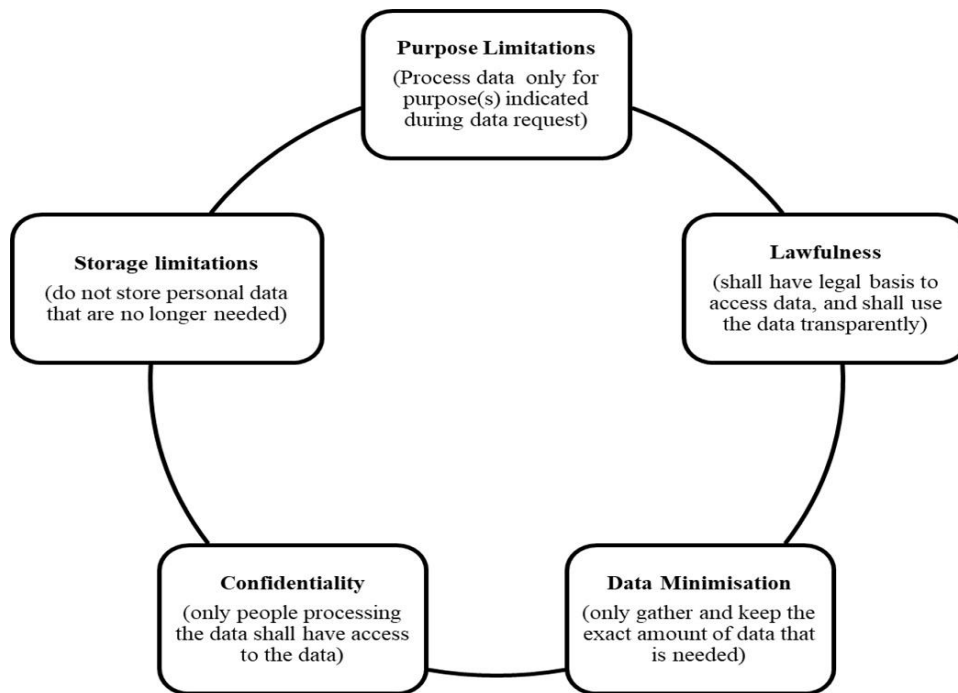 Purpose Limitations
(Process data only for
purpose(s) indicated
during data request)
Storage limitations
(do not store personal data
that are no longer needed)
Lawfulness
(shall have legal basis to
access data, and shall use
the data transparently)
Confidentiality
(only people processing
the data shall have access
to the data)
Data Minimisation
(only gather and keep the
exact amount of data that
is needed)